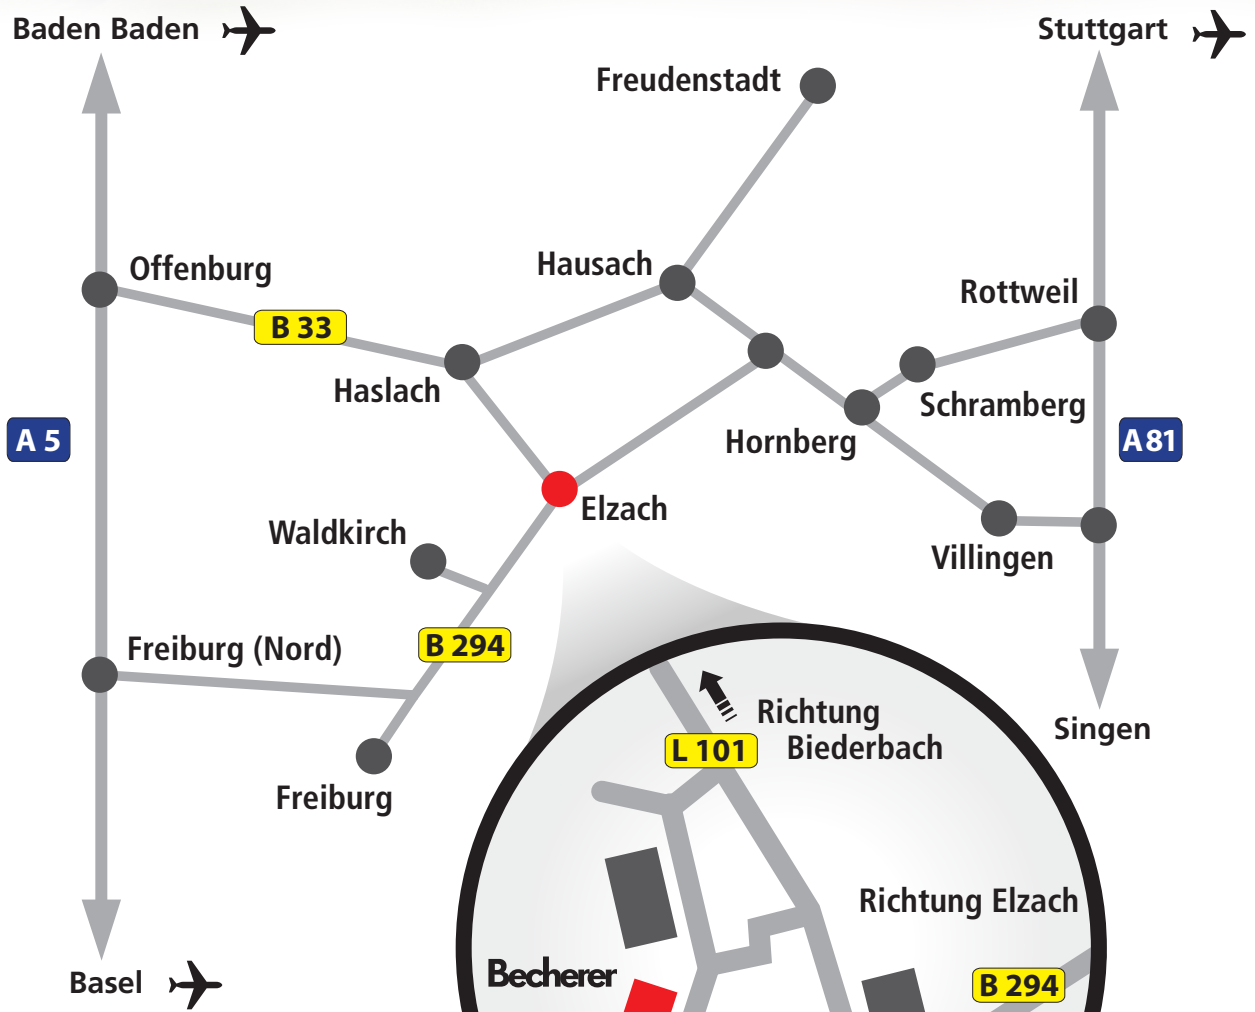 Baden Baden
Stuttgart
Freudenstadt
Offenburg
Hausach
Rottweil
B 33
Haslach
Schramberg
A 5
Hornberg
A 81
Elzach
Waldkirch
Villingen
Freiburg (Nord)
B 294
Richtung
Biederbach
Singen
L 101
Freiburg
Richtung Elzach
Becherer
Basel
B 294